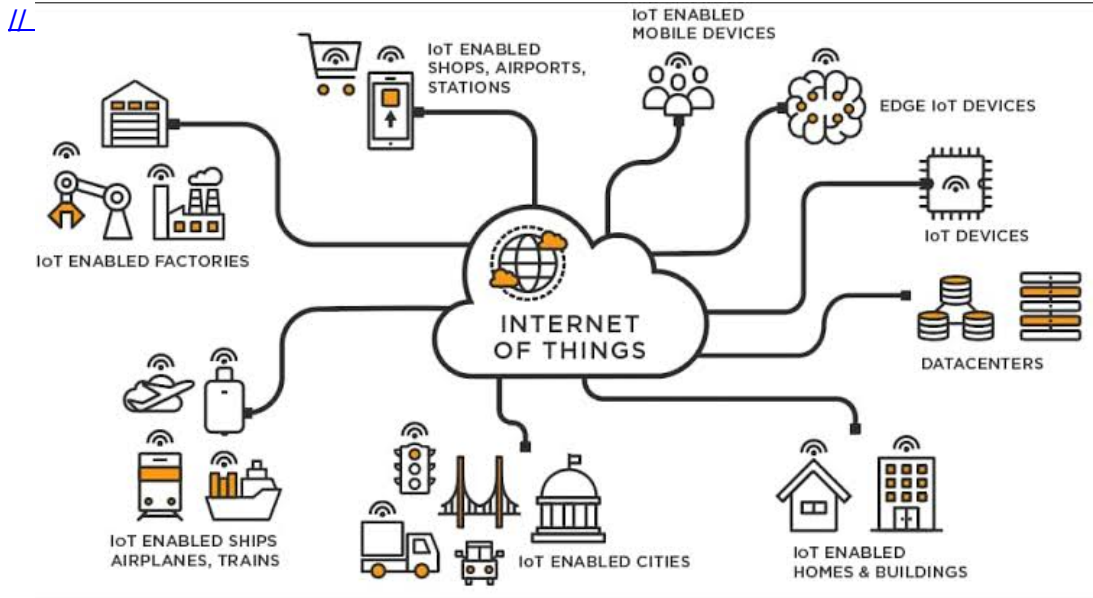 //
IoT ENABLED
SHOPS, AIRPORTS,
STATIONS
IoT ENABLED
MOBILE DEVICES
EDGE IoT DEVICES
IoT DEVICES
IoT ENABLED FACTORIES
INTERNET
OF THINGS
DATACENTERS
IoT ENABLED SHIPS
AIRPLANES, TRAINS
IoT ENABLED CITIES
IoT ENABLED
HOMES & BUILDINGS